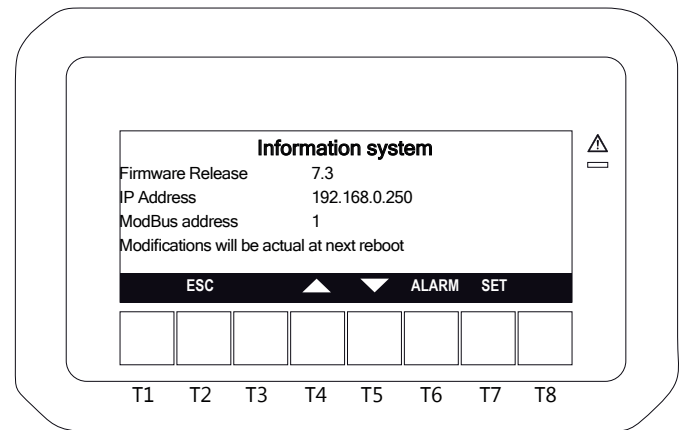 Information system
Firmware Release 7.3
IP Address 192.168.0.250
ModBus address 1
Modifications will be actual at next reboot
ESC ALARM SET
T1 T2 T3 T4 T5 T6 T7 T8